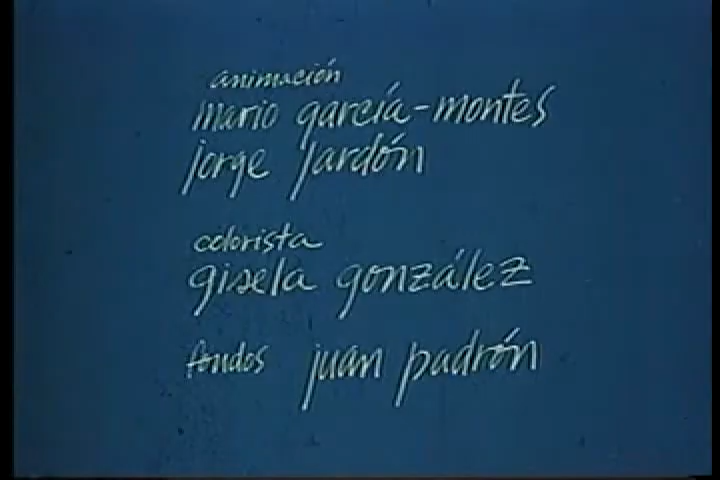 animación
mario garcía-montes
jorge jardón
colorista
gisela gonzález
fondos juan padrón